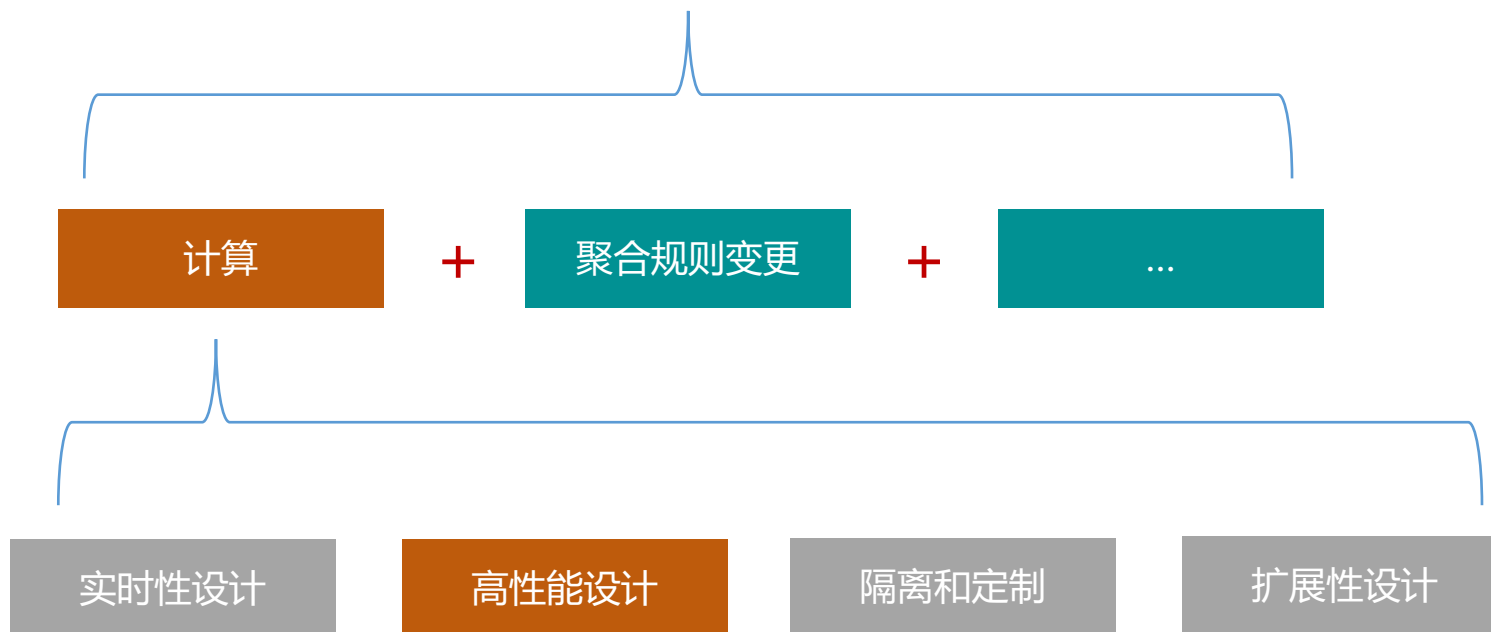 计算 + 聚合规则变更 + ...
实时性设计 高性能设计 隔离和定制 扩展性设计